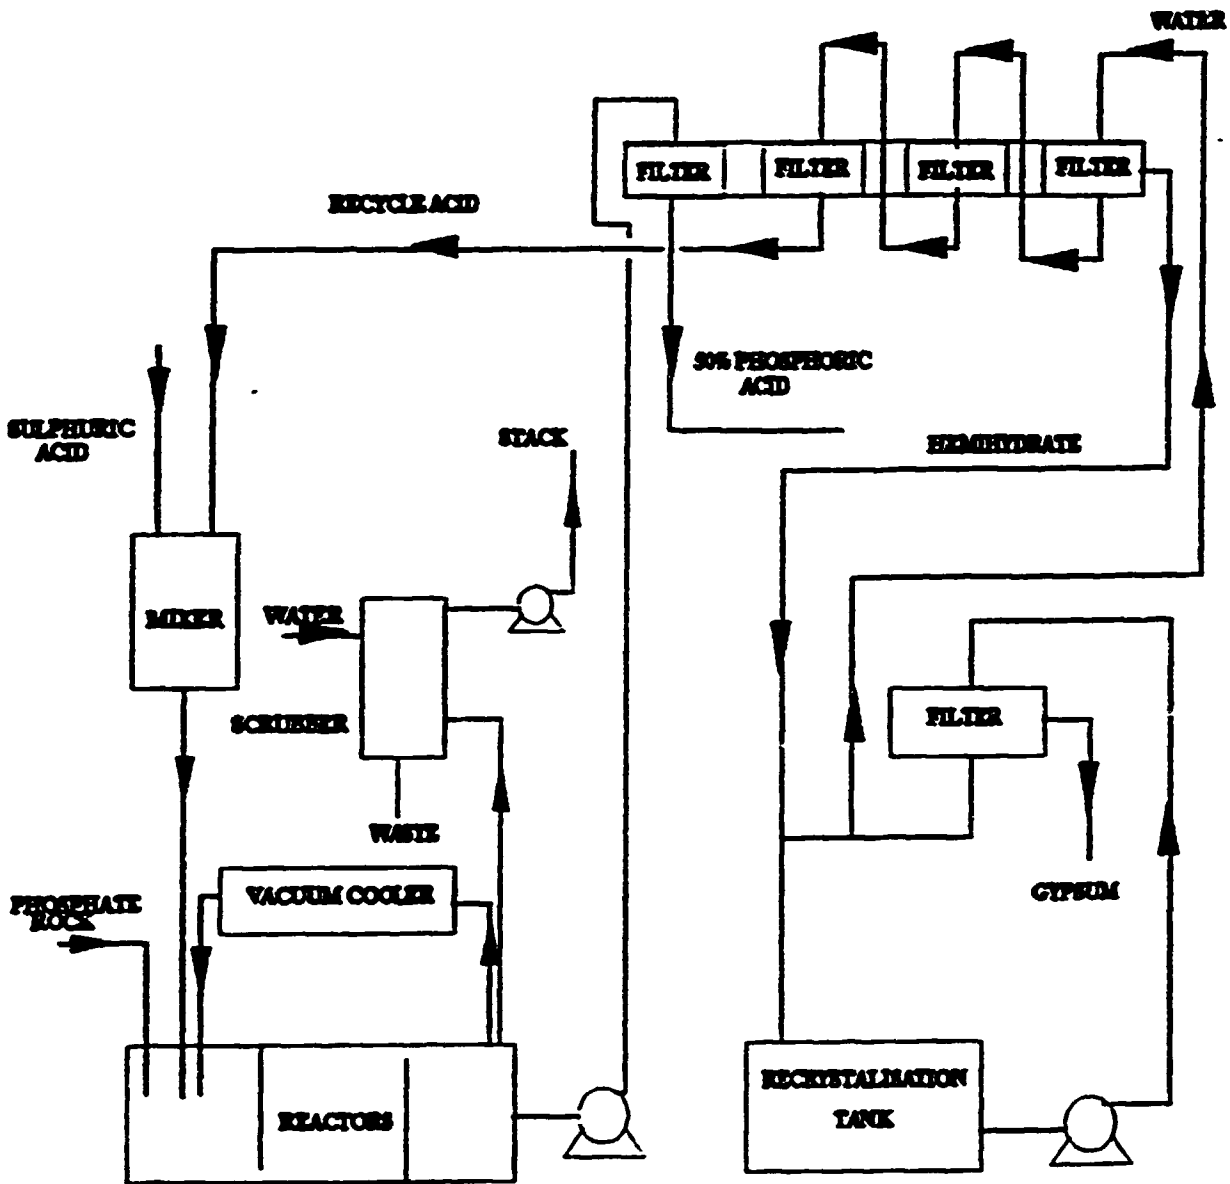 WATER
FILTER
FILTER
FILTER
FILTER
RECYCLE ACID
50% PHOSPHORIC
ACID
SULPHURIC
ACID
STACK
HEMIHYDRATE
MIXER
WATER
SCRUBBER
FILTER
WASTE
VACUUM COOLER
GYPSUM
PHOSPHATE
ROCK
REACTORS
RECRYSTALISATION
TANK